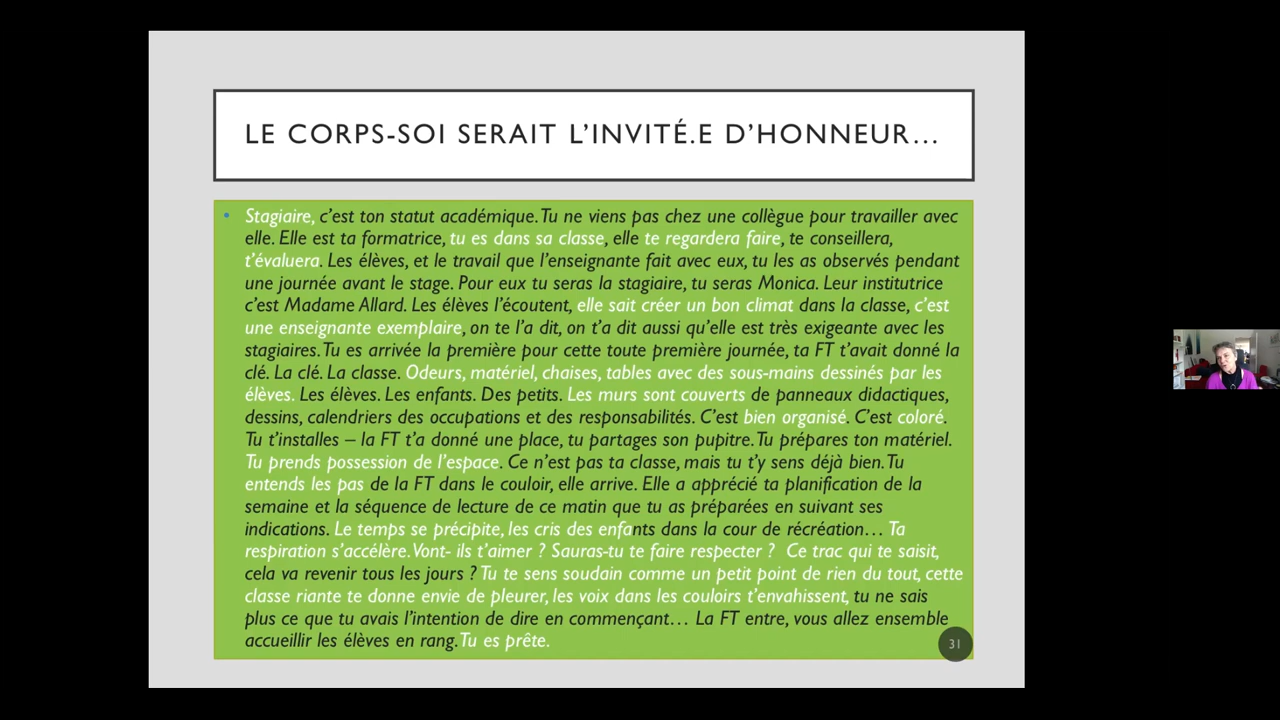 LE CORPS-SOI SERAIT L'INVITÉ.E D'HONNEUR...
• Stagiaire, c'est ton statut académique. Tu ne viens pas chez une collègue pour travailler avec
elle. Elle est ta formatrice, tu es dans sa classe, elle te regardera faire, te conseillera,
t'évaluera. Les élèves, et le travail que l'enseignante fait avec eux, tu les as observés pendant
une journée avant le stage. Pour eux tu seras la stagiaire, tu seras Monica. Leur institutrice
c'est Madame Allard. Les élèves l'écoutent, elle sait créer un bon climat dans la classe, c'est
une enseignante exemplaire, on te l'a dit, on t'a dit aussi qu'elle est très exigeante avec les
stagiaires. Tu es arrivée la première pour cette toute première journée, ta FT t'avait donné la
clé. La clé. La classe. Odeurs, matériel, chaises, tables avec des sous-mains dessinés par les
élèves. Les élèves. Les enfants. Des petits. Les murs sont couverts de panneaux didactiques,
dessins, calendriers des occupations et des responsabilités. C'est bien organisé. C'est coloré.
Tu t'installes – la FT t'a donné une place, tu partages son pupitre. Tu prépares ton matériel.
Tu prends possession de l'espace. Ce n'est pas ta classe, mais tu t'y sens déjà bien. Tu
entends les pas de la FT dans le couloir, elle arrive. Elle a apprécié ta planification de la
semaine et la séquence de lecture de ce matin que tu as préparées en suivant ses
indications. Le temps se précipite, les cris des enfants dans la cour de récréation... Ta
respiration s'accélère. Vont- ils t'aimer ? Sauras-tu te faire respecter ? Ce trac qui te saisit,
cela va revenir tous les jours ? Tu te sens soudain comme un petit point de rien du tout, cette
classe riante te donne envie de pleurer, les voix dans les couloirs t'envahissent, tu ne sais
plus ce que tu avais l'intention de dire en commençant... La FT entre, vous allez ensemble
accueillir les élèves en rang. Tu es prête.
31